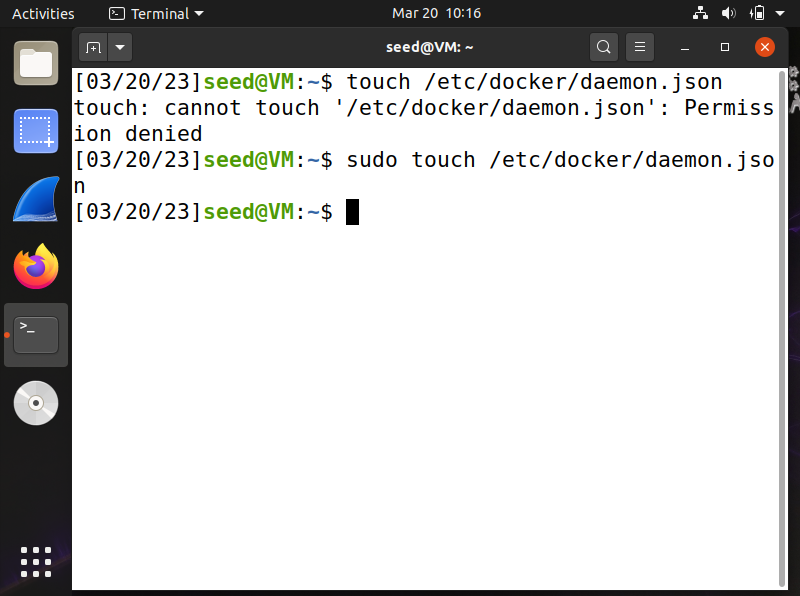 Activities
Terminal
Mar 20 10:16
seed@VM: ~
[03/20/23]seed@VM:~$ touch /etc/docker/daemon.json
touch: cannot touch '/etc/docker/daemon.json': Permiss
ion denied
[03/20/23]seed@VM:~$ sudo touch /etc/docker/daemon.jso
n
[03/20/23]seed@VM:~$
>_